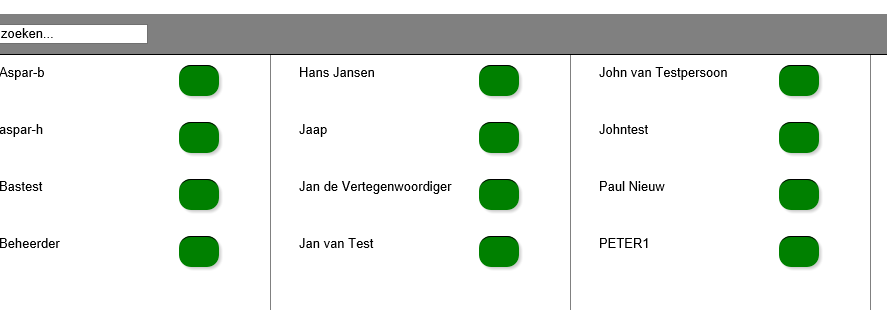 zoeken...
Aspar-b
aspar-h
Bastest
Beheerder
Hans Jansen
Jaap
Jan de Vertegenwoordiger
Jan van Test
John van Testpersoon
Johntest
Paul Nieuw
PETER1